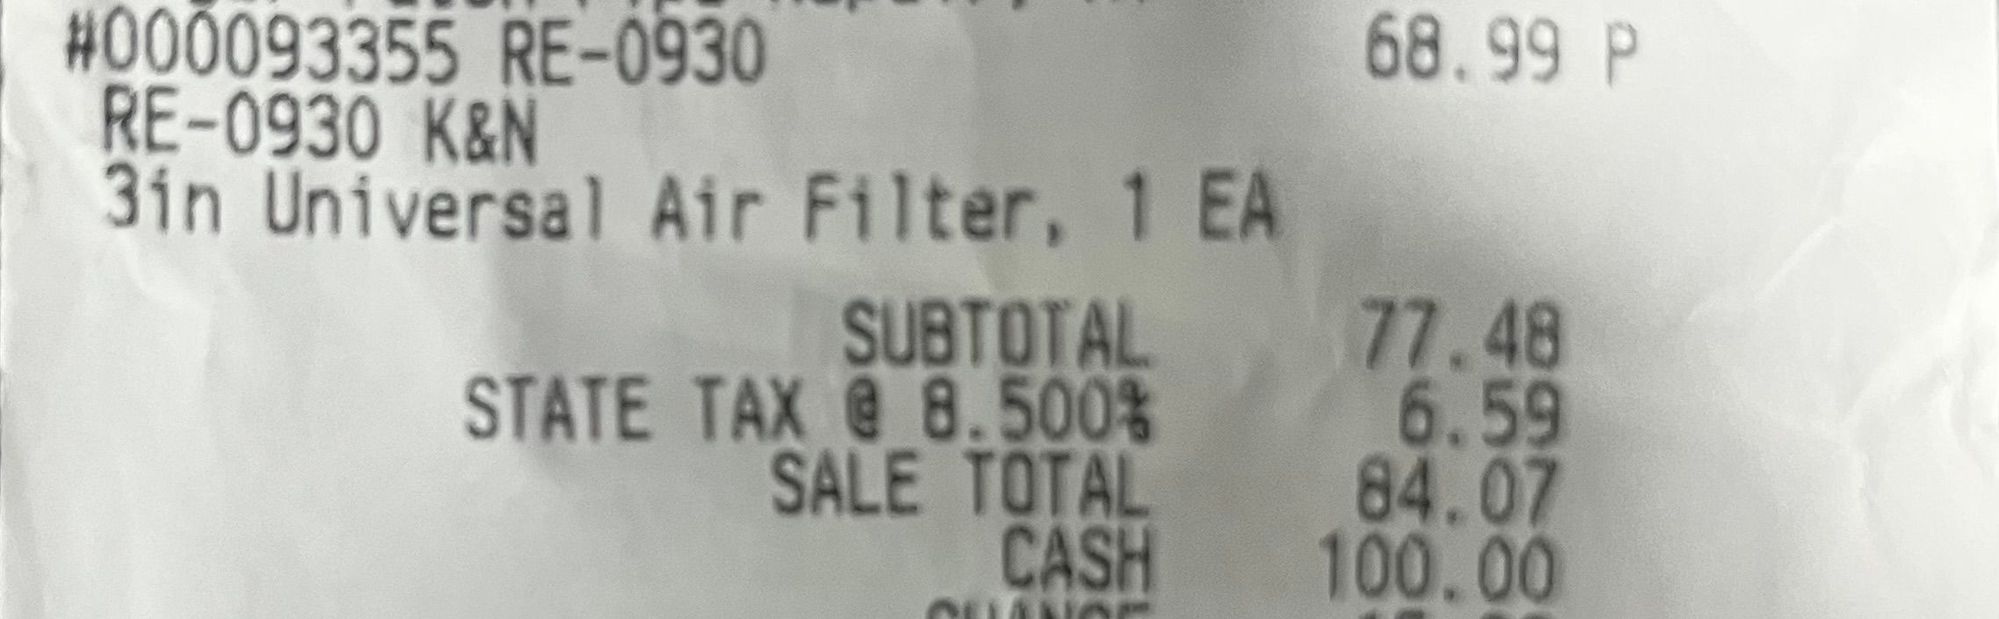 #000093355 RE-0930 68.99 P
RE-0930 K&N
3in Universal Air Filter, 1 EA
SUBTOTAL 77.48
STATE TAX @ 8.500% 6.59
SALE TOTAL 84.07
CASH 100.00
CHANGE